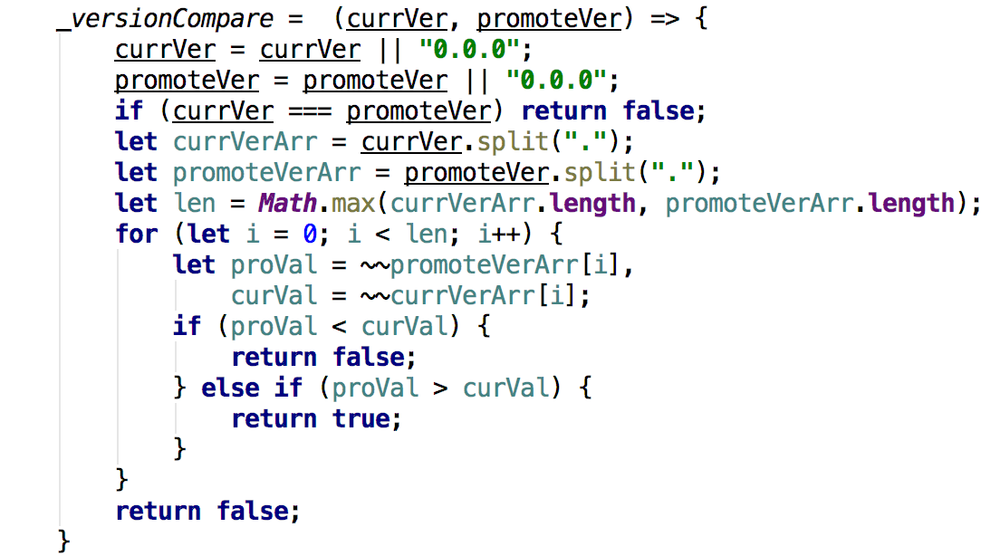 _versionCompare =  (currVer, promoteVer) => {
    currVer = currVer || "0.0.0";
    promoteVer = promoteVer || "0.0.0";
    if (currVer === promoteVer) return false;
    let currVerArr = currVer.split(".");
    let promoteVerArr = promoteVer.split(".");
    let len = Math.max(currVerArr.length, promoteVerArr.length);
    for (let i = 0; i < len; i++) {
        let proVal = ~~promoteVerArr[i],
            curVal = ~~currVerArr[i];
        if (proVal < curVal) {
            return false;
        } else if (proVal > curVal) {
            return true;
        }
    }
    return false;
}